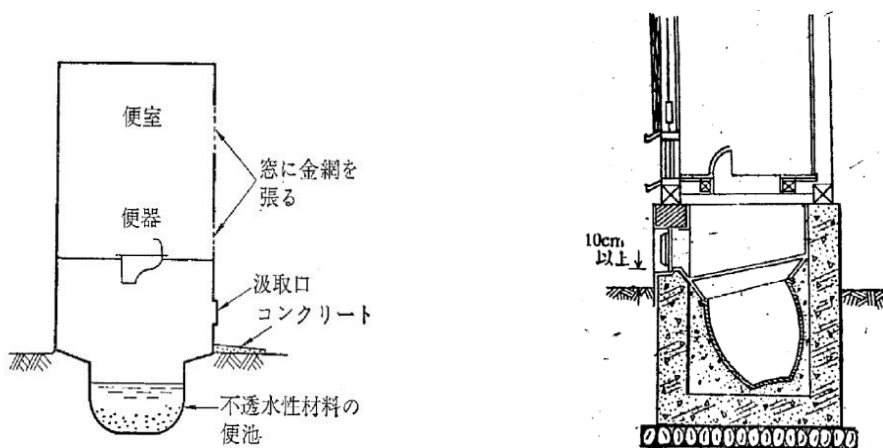 便室
窓に金網を
張る
便器
汲取口
コンクリート
不透水性材料の
便池
10cm
以上